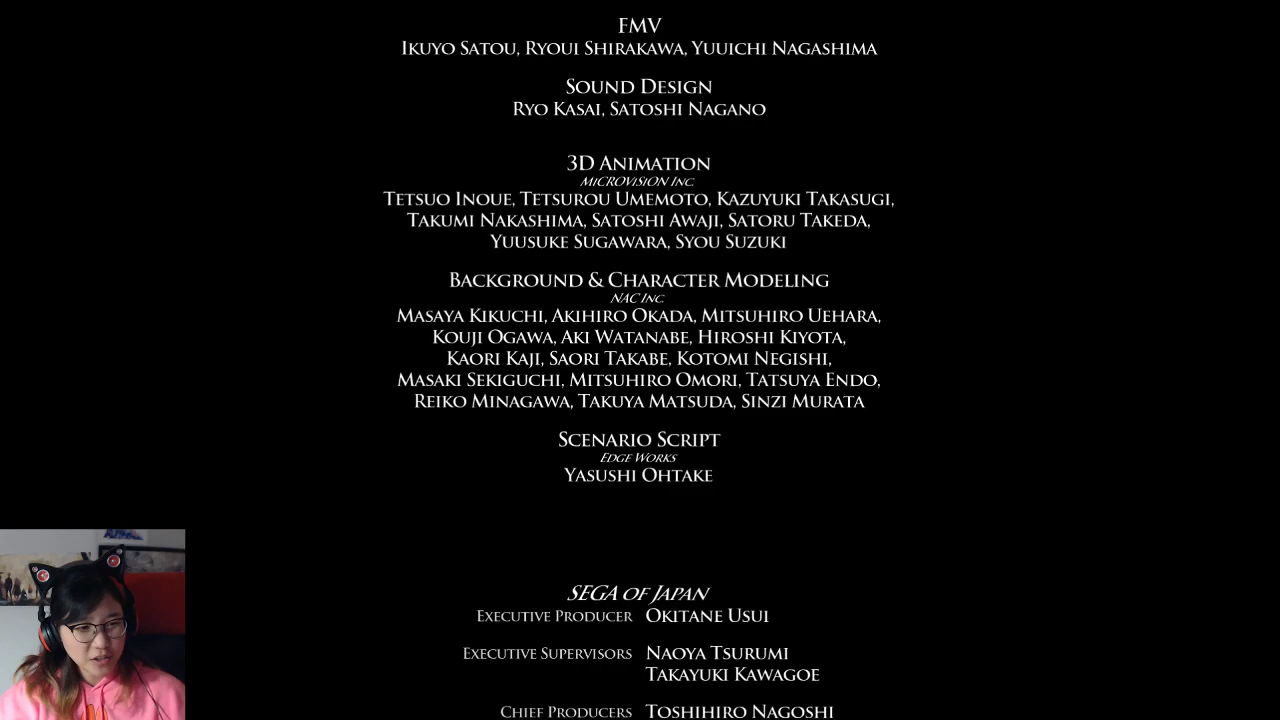 FMV
IKUYO SATOU, RYOUI SHIRAKAWA, YUUICHI NAGASHIMA
SOUND DESIGN
RYO KASAI, SATOSHI NAGANO
3D ANIMATION
MICROVISION INC.
TETSUO INOUE, TETSUROU UMEMOTO, KAZUYUKI TAKASUGI,
TAKUMI NAKASHIMA, SATOSHI AWAJI, SATORU TAKEDA,
YUUSUKE SUGAWARA, SYOU SUZUKI
BACKGROUND & CHARACTER MODELING
NAC INC.
MASAYA KIKUCHI, AKIHIRO OKADA, MITSUHIRO UEHARA,
KOUJI OGAWA, AKI WATANABE, HIROSHI KIYOTA,
KAORI KAJI, SAORI TAKABE, KOTOMI NEGISHI,
MASAKI SEKIGUCHI, MITSUHIRO OMORI, TATSUYA ENDO,
REIKO MINAGAWA, TAKUYA MATSUDA, SINZI MURATA
SCENARIO SCRIPT
EDGE WORKS
YASUSHI OHTAKE
SEGA OF JAPAN
EXECUTIVE PRODUCER OKITANE USUI
EXECUTIVE SUPERVISORS NAOYA TSURUMI
TAKAYUKI KAWAGOE
CHIEF PRODUCERS TOSHIHIRO NAGOSHI